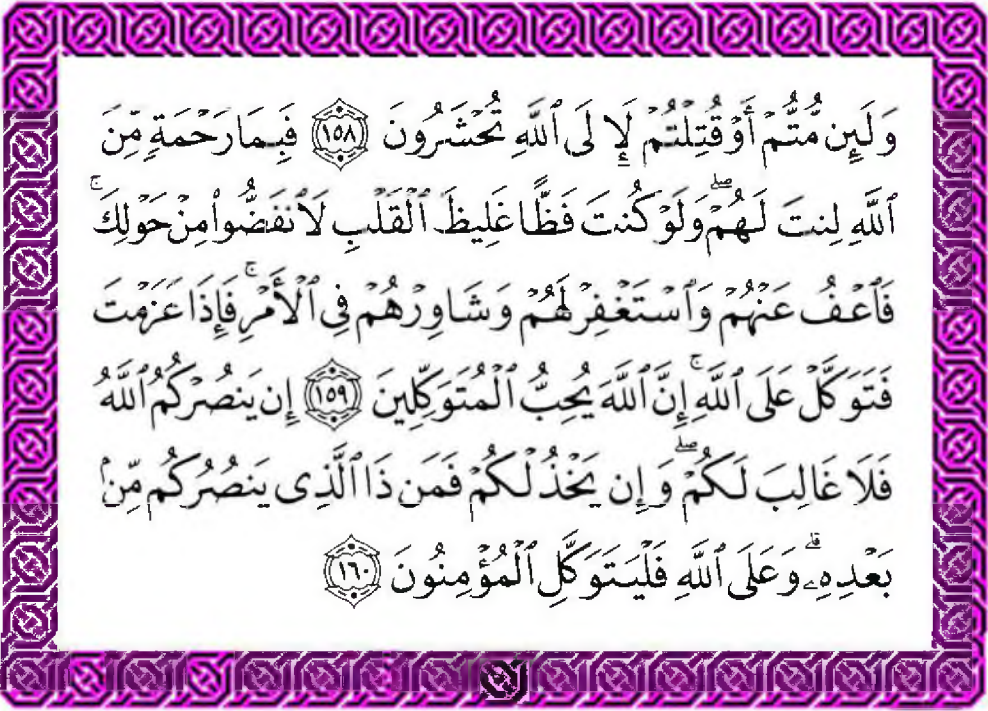 وَلَئِن مُّتُّمْ أَوْ قُتِلْتُمْ لَإِلَى ٱللَّهِ تُحْشَرُونَ ١٥٨ فَبِمَا رَحْمَةٍ مِّنَ
ٱللَّهِ لِنتَ لَهُمْ ۖ وَلَوْ كُنتَ فَظًّا غَلِيظَ ٱلْقَلْبِ لَٱنفَضُّوا۟ مِنْ حَوْلِكَ ۖ
فَٱعْفُ عَنْهُمْ وَٱسْتَغْفِرْ لَهُمْ وَشَاوِرْهُمْ فِى ٱلْأَمْرِ ۖ فَإِذَا عَزَمْتَ
فَتَوَكَّلْ عَلَى ٱللَّهِ ۚ إِنَّ ٱللَّهَ يُحِبُّ ٱلْمُتَوَكِّلِينَ ١٥٩ إِن يَنصُرْكُمُ ٱللَّهُ
فَلَا غَالِبَ لَكُمْ ۖ وَإِن يَخْذُلْكُمْ فَمَن ذَا ٱلَّذِى يَنصُرُكُم مِّنۢ
بَعْدِهِۦ ۗ وَعَلَى ٱللَّهِ فَلْيَتَوَكَّلِ ٱلْمُؤْمِنُونَ ١٦٠